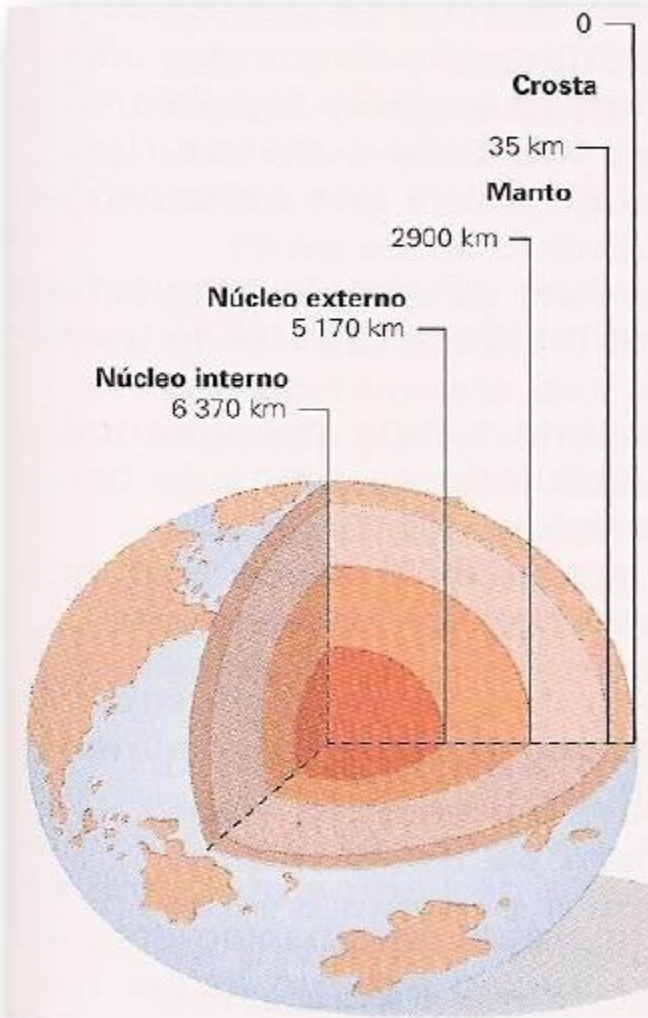 0
Crosta
35 km
Manto
2900 km
Núcleo externo
5 170 km
Núcleo interno
6 370 km